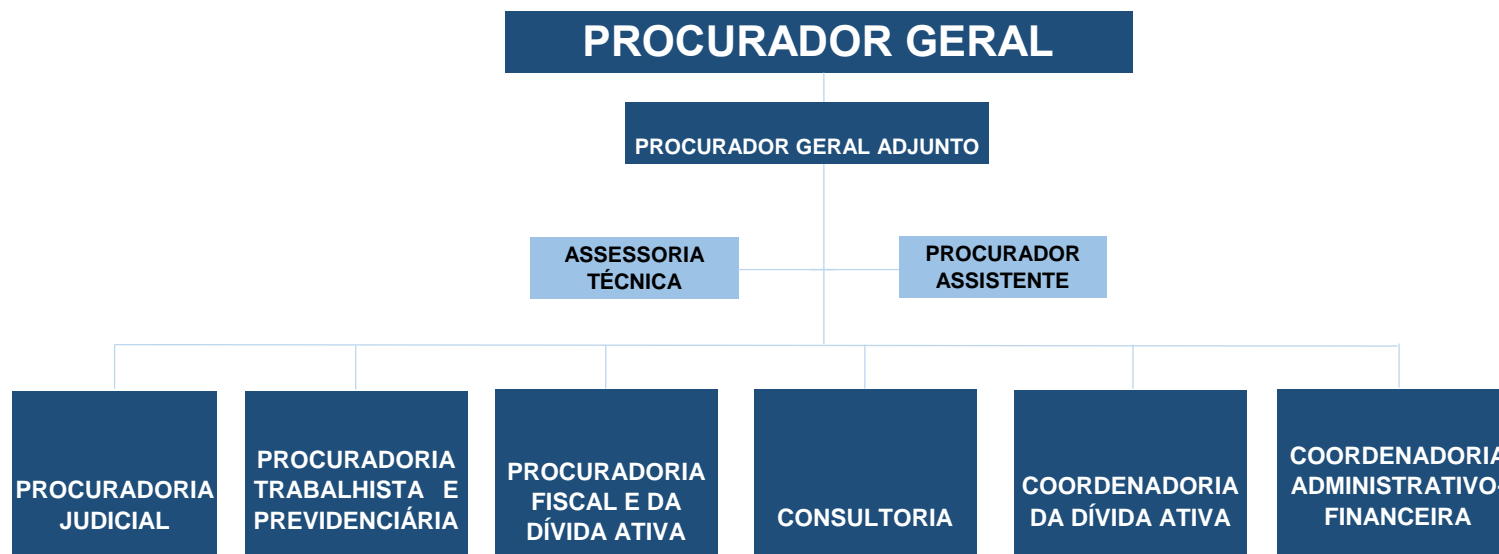 PROCURADOR GERAL
PROCURADOR GERAL ADJUNTO
ASSESSORIA
TÉCNICA
PROCURADOR
ASSISTENTE
PROCURADORIA
JUDICIAL
PROCURADORIA
TRABALHISTA E
PREVIDENCIÁRIA
PROCURADORIA
FISCAL E DA
DÍVIDA ATIVA
CONSULTORIA
COORDENADORIA
DA DÍVIDA ATIVA
COORDENADORIA
ADMINISTRATIVO-
FINANCEIRA